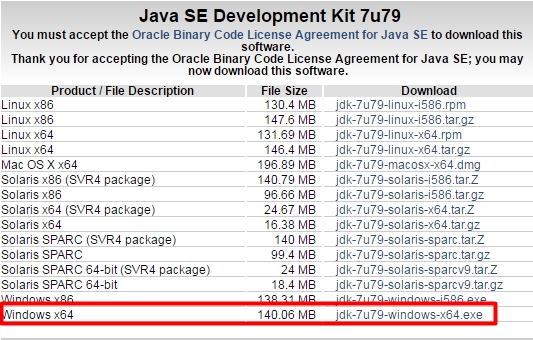 Java SE Development Kit 7u79
You must accept the Oracle Binary Code License Agreement for Java SE to download this
software.
Thank you for accepting the Oracle Binary Code License Agreement for Java SE; you may
now download this software.
Product / File Description File Size Download
Linux x86 130.4 MB jdk-7u79-linux-i586.rpm
Linux x86 147.6 MB jdk-7u79-linux-i586.tar.gz
Linux x64 131.69 MB jdk-7u79-linux-x64.rpm
Linux x64 146.4 MB jdk-7u79-linux-x64.tar.gz
Mac OS X x64 196.89 MB jdk-7u79-macosx-x64.dmg
Solaris x86 (SVR4 package) 140.79 MB jdk-7u79-solaris-i586.tar.Z
Solaris x86 96.66 MB jdk-7u79-solaris-i586.tar.gz
Solaris x64 (SVR4 package) 24.67 MB jdk-7u79-solaris-x64.tar.Z
Solaris x64 16.38 MB jdk-7u79-solaris-x64.tar.gz
Solaris SPARC (SVR4 package) 140 MB jdk-7u79-solaris-sparc.tar.Z
Solaris SPARC 99.4 MB jdk-7u79-solaris-sparc.tar.gz
Solaris SPARC 64-bit (SVR4 package) 24 MB jdk-7u79-solaris-sparcv9.tar.Z
Solaris SPARC 64-bit 18.4 MB jdk-7u79-solaris-sparcv9.tar.gz
Windows x86 138.31 MB jdk-7u79-windows-i586.exe
Windows x64 140.06 MB jdk-7u79-windows-x64.exe